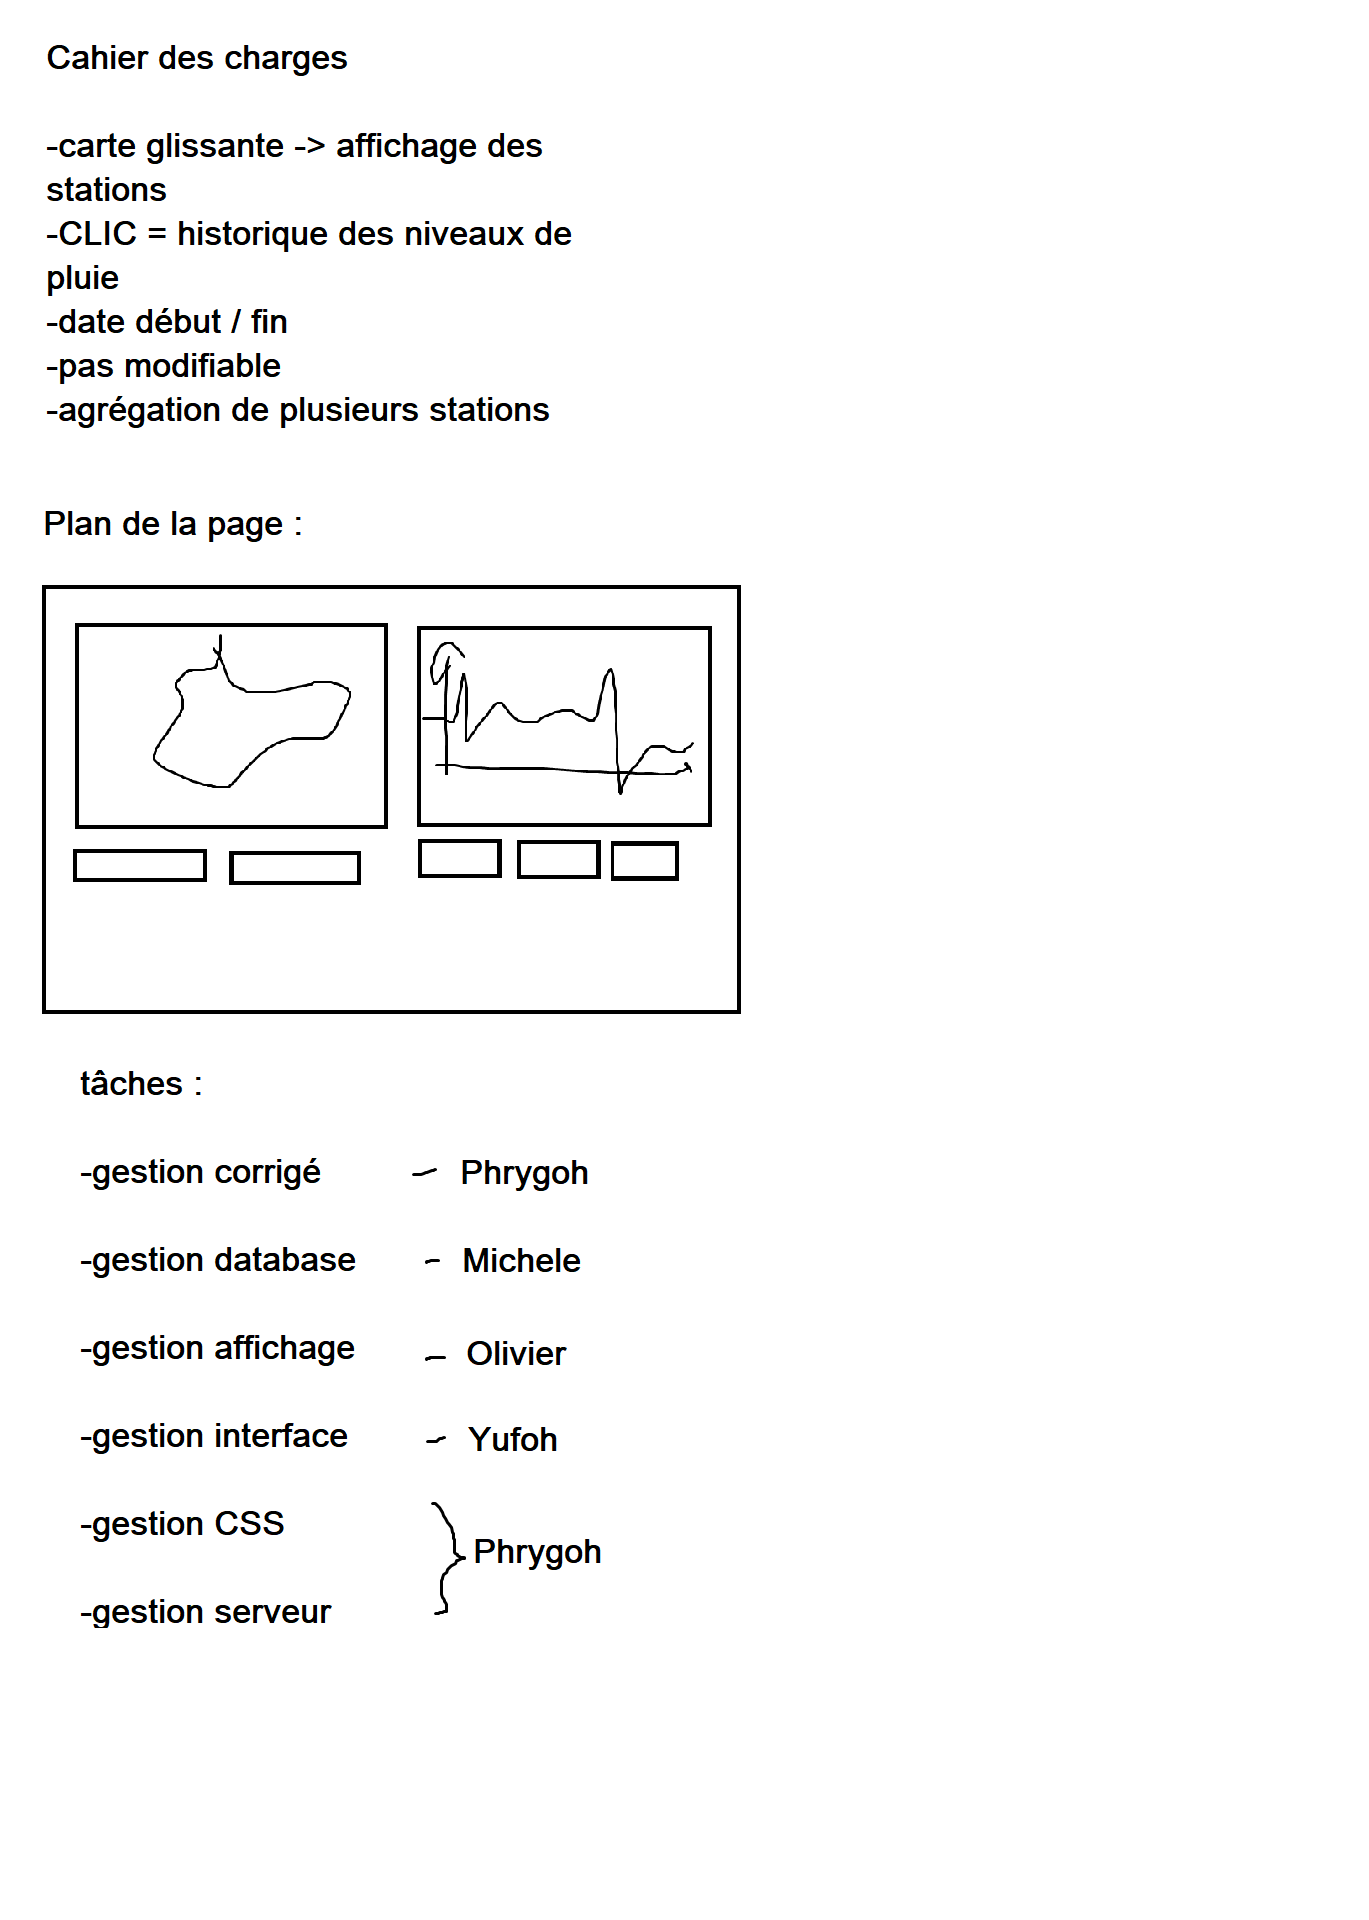 Cahier des charges
-carte glissante -> affichage des
stations
-CLIC = historique des niveaux de
pluie
-date début / fin
-pas modifiable
-agrégation de plusieurs stations
Plan de la page :
tâches :
-gestion corrigé - Phrygoh
-gestion database - Michele
-gestion affichage - Olivier
-gestion interface - Yufoh
-gestion CSS
Phrygoh
-gestion serveur